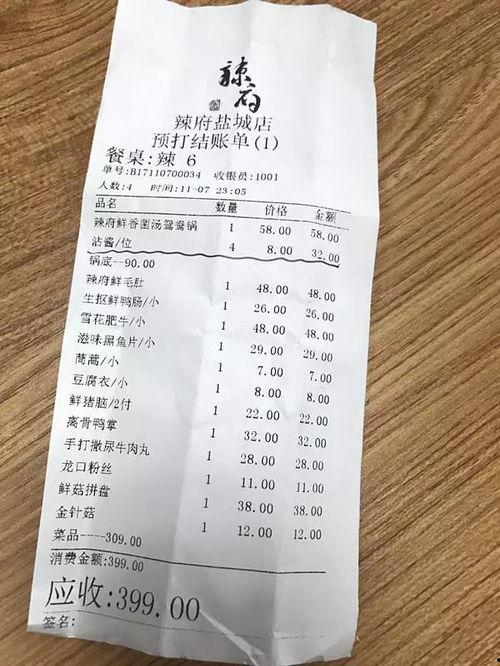 辣府
辣府盐城店
预打结账单(1)
餐桌:辣 6
单号:B17110700034 收银员:1001
人数:4 时间:11-07 23:05
品名 数量 价格 金额
辣府鲜香菌汤鸳鸯锅 1 58.00 58.00
沾酱/位 4 8.00 32.00
锅底--90.00
辣府鲜毛肚 1 48.00 48.00
生抠鲜鸭肠/小 1 26.00 26.00
雪花肥牛/小 1 48.00 48.00
滋味黑鱼片/小 1 29.00 29.00
茼蒿/小 1 7.00 7.00
豆腐衣/小 1 8.00 8.00
鲜猪脑/2付 1 22.00 22.00
离骨鸭掌 1 32.00 32.00
手打撒尿牛肉丸 1 28.00 28.00
龙口粉丝 1 11.00 11.00
鲜菇拼盘 1 38.00 38.00
金针菇 1 12.00 12.00
菜品----309.00
消费金额:399.00
应收:399.00
签名: